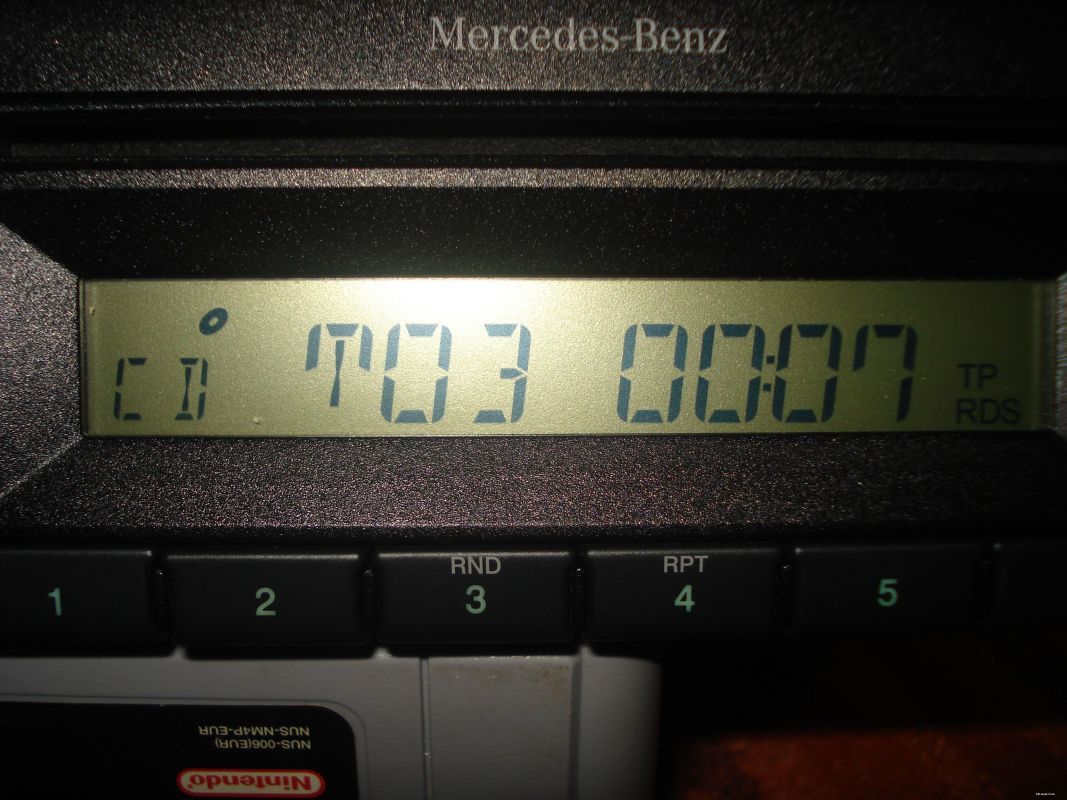 Mercedes-Benz
CD T03 00:07 TP
RDS
RND RPT
1 2 3 4 5
NUS-NM4P-EUR
NUS-006(EUR)
Nintendo